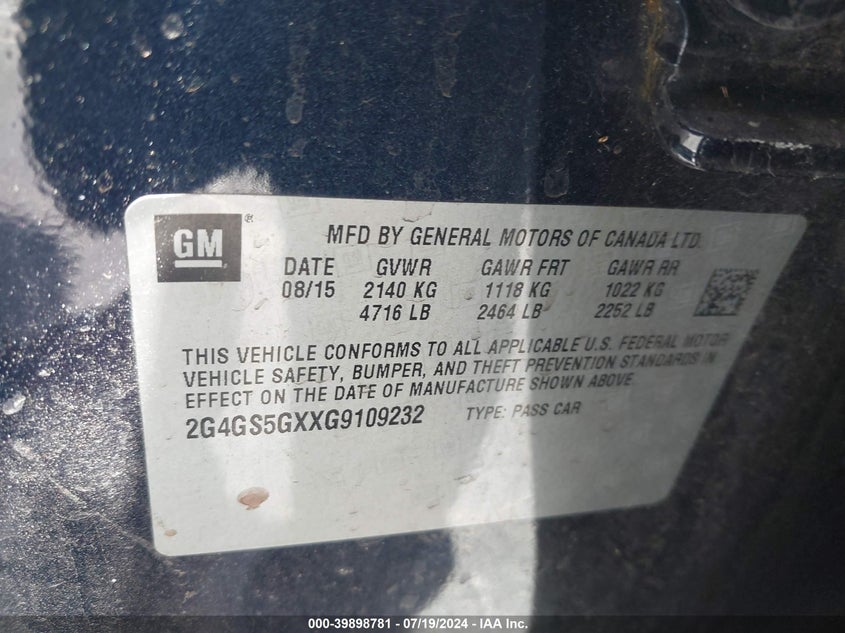 GM ®
MFD BY GENERAL MOTORS OF CANADA LTD.
DATE GVWR GAWR FRT GAWR RR
08/15 2140 KG 1118 KG 1022 KG
4716 LB 2464 LB 2252 LB
THIS VEHICLE CONFORMS TO ALL APPLICABLE U.S. FEDERAL MOTOR
VEHICLE SAFETY, BUMPER, AND THEFT PREVENTION STANDARDS IN
EFFECT ON THE DATE OF MANUFACTURE SHOWN ABOVE.
2G4GS5GXXG9109232 TYPE: PASS CAR
000-39898781 - 07/19/2024 - IAA Inc.